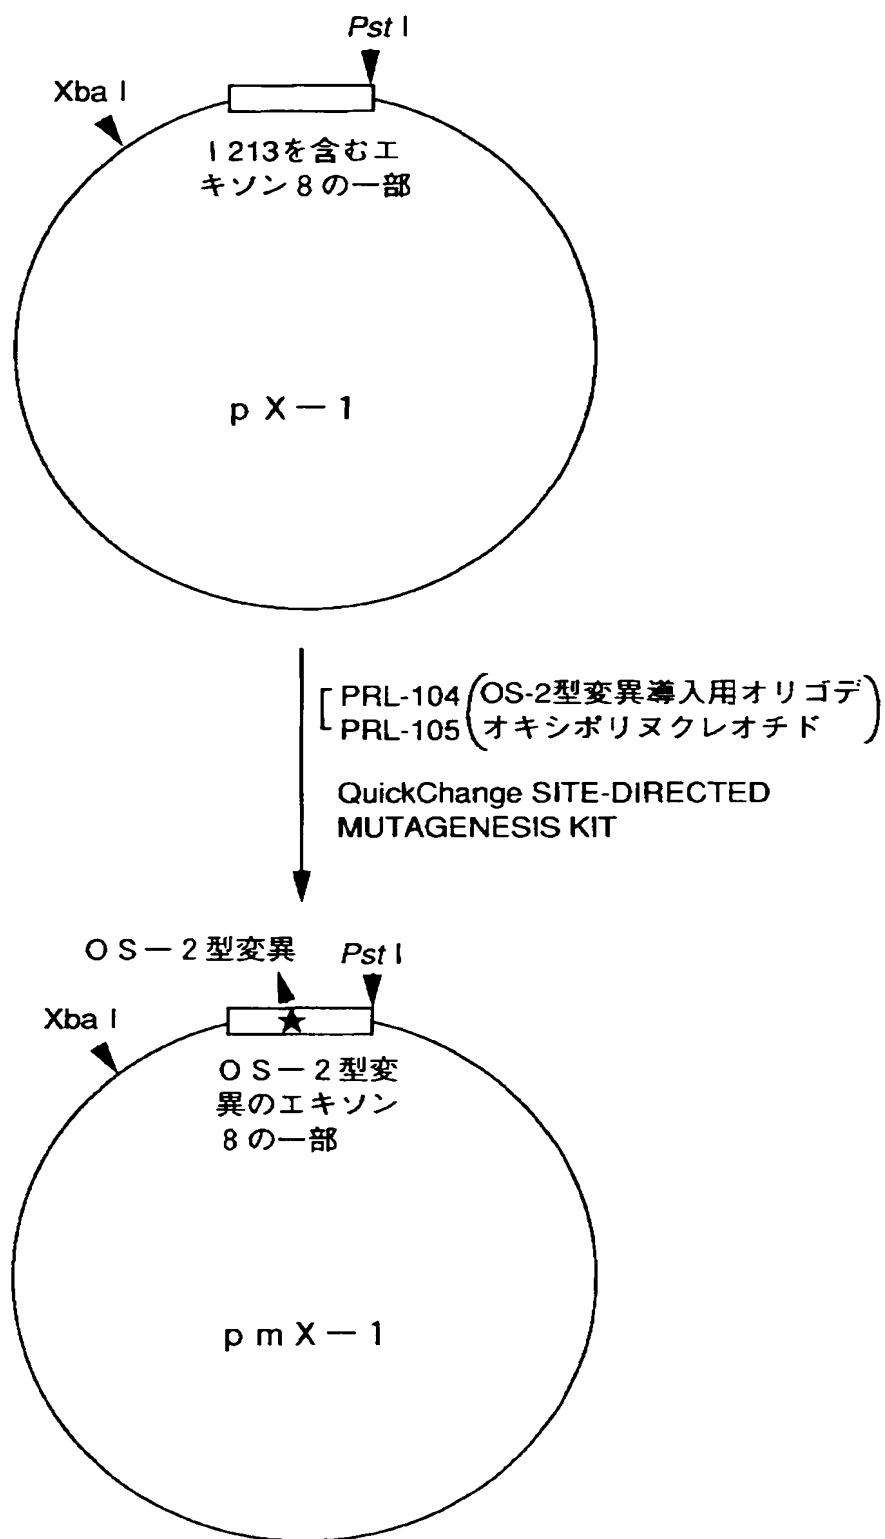 Pst I
Xba I
I 213を含むエ
キソン8の一部
p X－1
PRL-104(OS-2型変異導入用オリゴデ
PRL-105 オキシポリヌクレオチド)
QuickChange SITE-DIRECTED
MUTAGENESIS KIT
OS－2型変異
Pst I
Xba I
OS－2型変
異のエキソン
8の一部
p m X－1